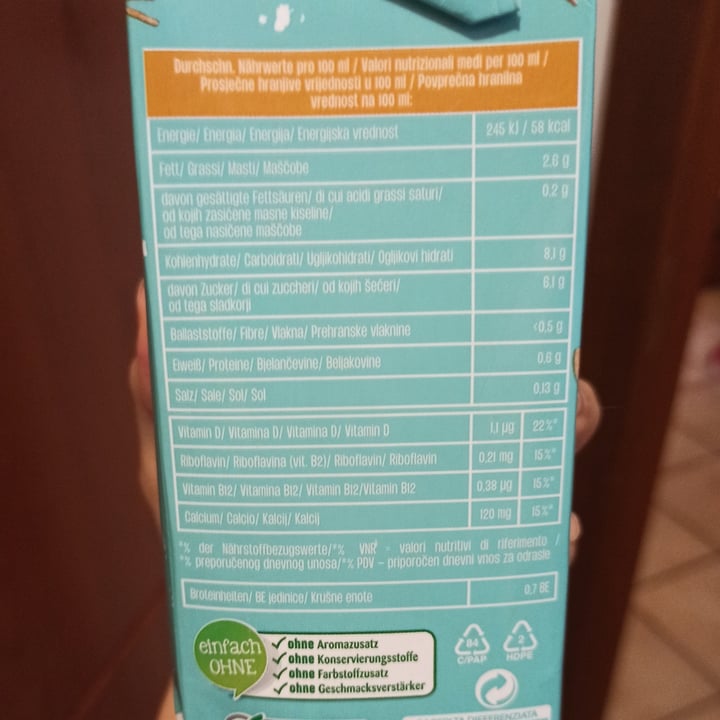 Durchschn. Nährwerte pro 100 ml / Valori nutrizionali medi per 100 ml /
Prosječne hranjive vrijednosti u 100 ml / Povprečna hranilna
vrednost na 100 ml:
Energie/ Energia/ Energija/ Energijska vrednost 245 kJ / 58 kcal
Fett/ Grassi/ Masti/ Maščobe 2,6 g
davon gesättigte Fettsäuren/ di cui acidi grassi saturi/ 0,2 g
od kojih zasićene masne kiseline/
od tega nasičene maščobe
Kohlenhydrate/ Carboidrati/ Ugljikohidrati/ Ogljikovi hidrati 8,1 g
davon Zucker/ di cui zuccheri/ od kojih šećeri/ 6,1 g
od tega sladkorji
Ballaststoffe/ Fibre/ Vlakna/ Prehranske vlaknine <0,5 g
Eiweiß/ Proteine/ Bjelančevine/ Beljakovine 0,6 g
Salz/ Sale/ Sol/ Sol 0,13 g
Vitamin D/ Vitamina D/ Vitamina D/ Vitamin D 1,1 µg 22%*
Riboflavin/ Riboflavina (vit. B2)/ Riboflavin/ Riboflavin 0,21 mg 15%*
Vitamin B12/ Vitamina B12/ Vitamin B12/Vitamin B12 0,38 µg 15%*
Calcium/ Calcio/ Kalcij/ Kalcij 120 mg 15%*
*% der Nährstoffbezugswerte/*% VNR - valori nutritivi di riferimento /
*% preporučenog dnevnog unosa/*% PDV – priporočen dnevni vnos za odrasle
Broteinheiten/ BE jedinice/ Krušne enote 0,7 BE
einfach
OHNE
ohne Aromazusatz
ohne Konservierungsstoffe
ohne Farbstoffzusatz
ohne Geschmacksverstärker
84
C/PAP
2
HDPE
DIFFERENZIATA